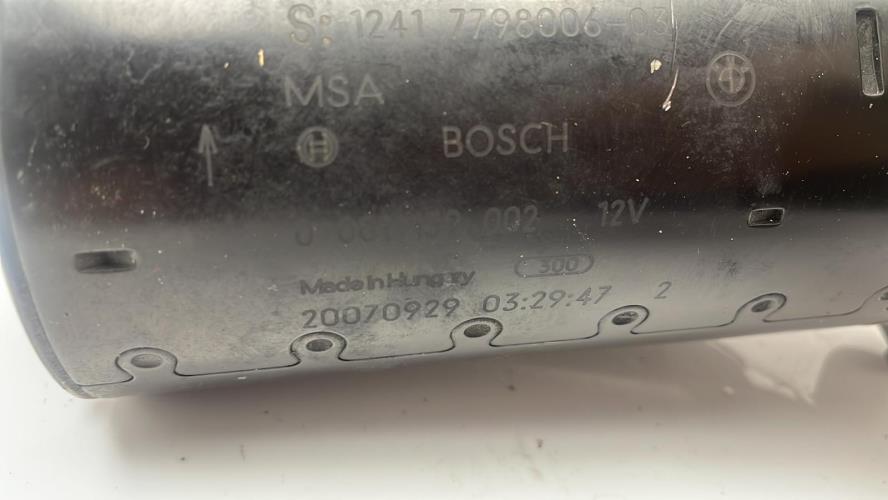 S: 1241 7798006-03
MSA
BOSCH
002 12V
Made in Hungary 300
20070929 03:29:47 2